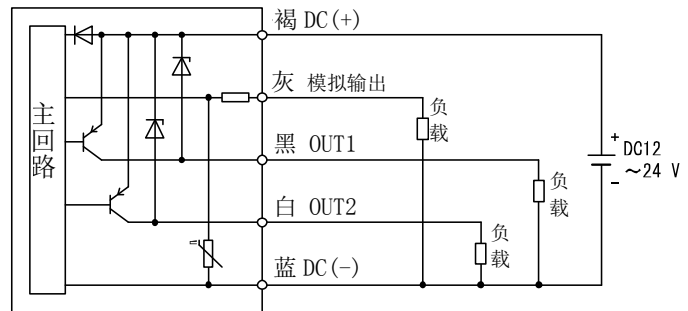 褐 DC(+)
灰 模拟输出
负载
主回路
黑 OUT1
+ DC12
～24 V
-
负载
白 OUT2
负载
蓝 DC(-)